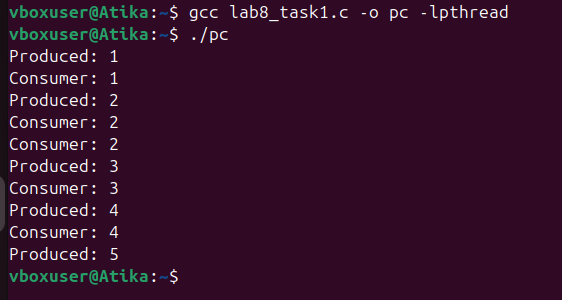 vboxuser@Atika:~$ gcc lab8_task1.c -o pc -lpthread
vboxuser@Atika:~$ ./pc
Produced: 1
Consumer: 1
Produced: 2
Consumer: 2
Consumer: 2
Produced: 3
Consumer: 3
Produced: 4
Consumer: 4
Produced: 5
vboxuser@Atika:~$